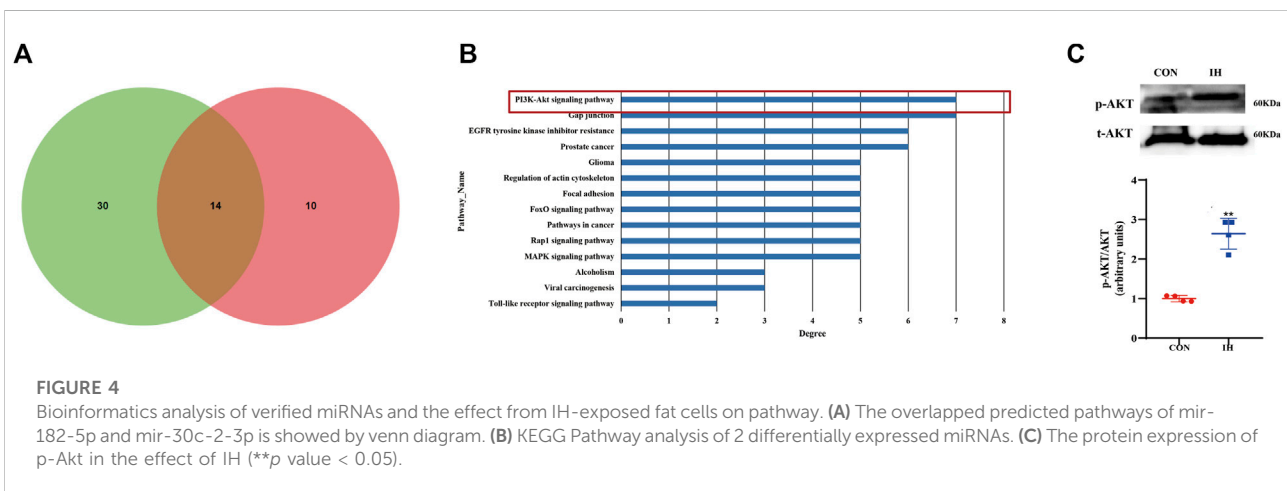 A
30
14
10
B
Pathway_Name
PI3K-Akt signaling pathway
Gap junction
EGFR tyrosine kinase inhibitor resistance
Prostate cancer
Glioma
Regulation of actin cytoskeleton
Focal adhesion
FoxO signaling pathway
Pathways in cancer
Rap1 signaling pathway
MAPK signaling pathway
Alcoholism
Viral carcinogenesis
Toll-like receptor signaling pathway
0 1 2 3 4 5 6 7 8
Degree
C
CON IH
p-AKT 60KDa
t-AKT 60KDa
p-AKT/AKT
(arbitrary units)
4
3
2
1
0
**
CON IH
FIGURE 4
Bioinformatics analysis of verified miRNAs and the effect from IH-exposed fat cells on pathway. (A) The overlapped predicted pathways of mir-
182-5p and mir-30c-2-3p is showed by venn diagram. (B) KEGG Pathway analysis of 2 differentially expressed miRNAs. (C) The protein expression of
p-Akt in the effect of IH (**p value < 0.05).